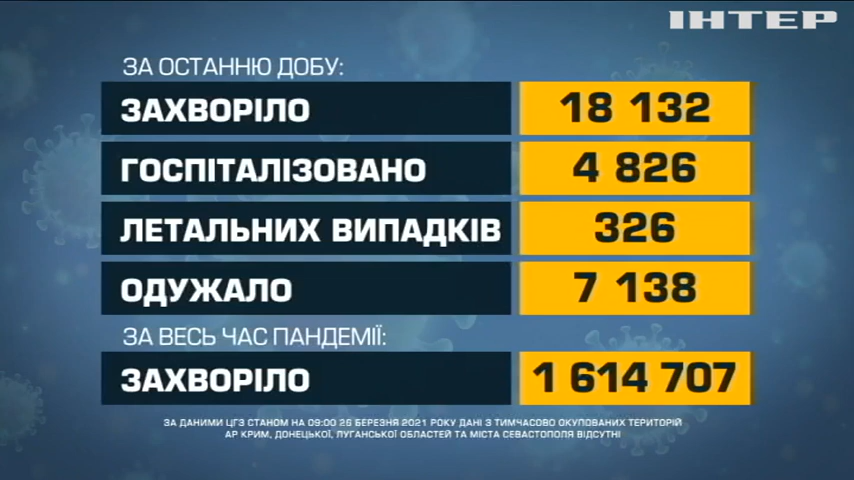 ІНТЕР
ЗА ОСТАННЮ ДОБУ:
ЗАХВОРІЛО 18 132
ГОСПІТАЛІЗОВАНО 4 826
ЛЕТАЛЬНИХ ВИПАДКІВ 326
ОДУЖАЛО 7 138
ЗА ВЕСЬ ЧАС ПАНДЕМІЇ:
ЗАХВОРІЛО 1 614 707
ЗА ДАНИМИ ЦГЗ СТАНОМ НА 09:00 26 БЕРЕЗНЯ 2021 РОКУ ДАНІ З ТИМЧАСОВО ОКУПОВАНИХ ТЕРИТОРІЙ
АР КРИМ, ДОНЕЦЬКОЇ, ЛУГАНСЬКОЇ ОБЛАСТЕЙ ТА МІСТА СЕВАСТОПОЛЯ ВІДСУТНІ